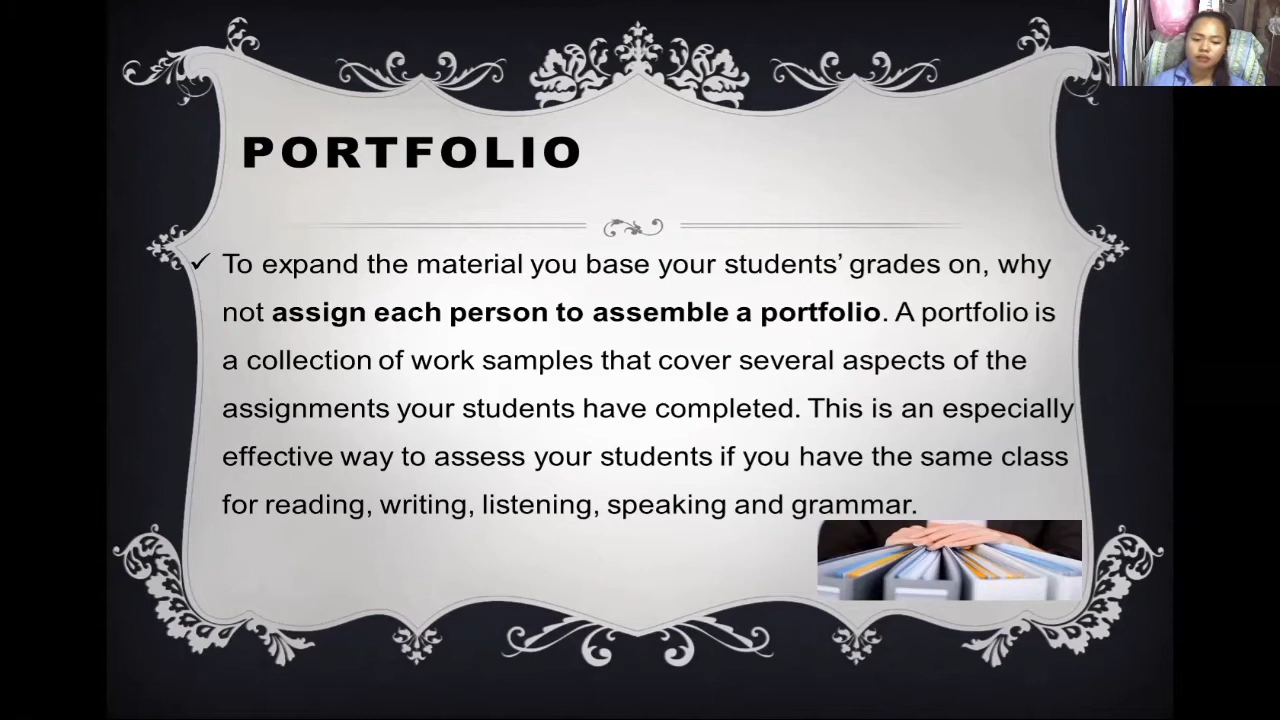 PORTFOLIO
✓ To expand the material you base your students’ grades on, why
not assign each person to assemble a portfolio. A portfolio is
a collection of work samples that cover several aspects of the
assignments your students have completed. This is an especially
effective way to assess your students if you have the same class
for reading, writing, listening, speaking and grammar.